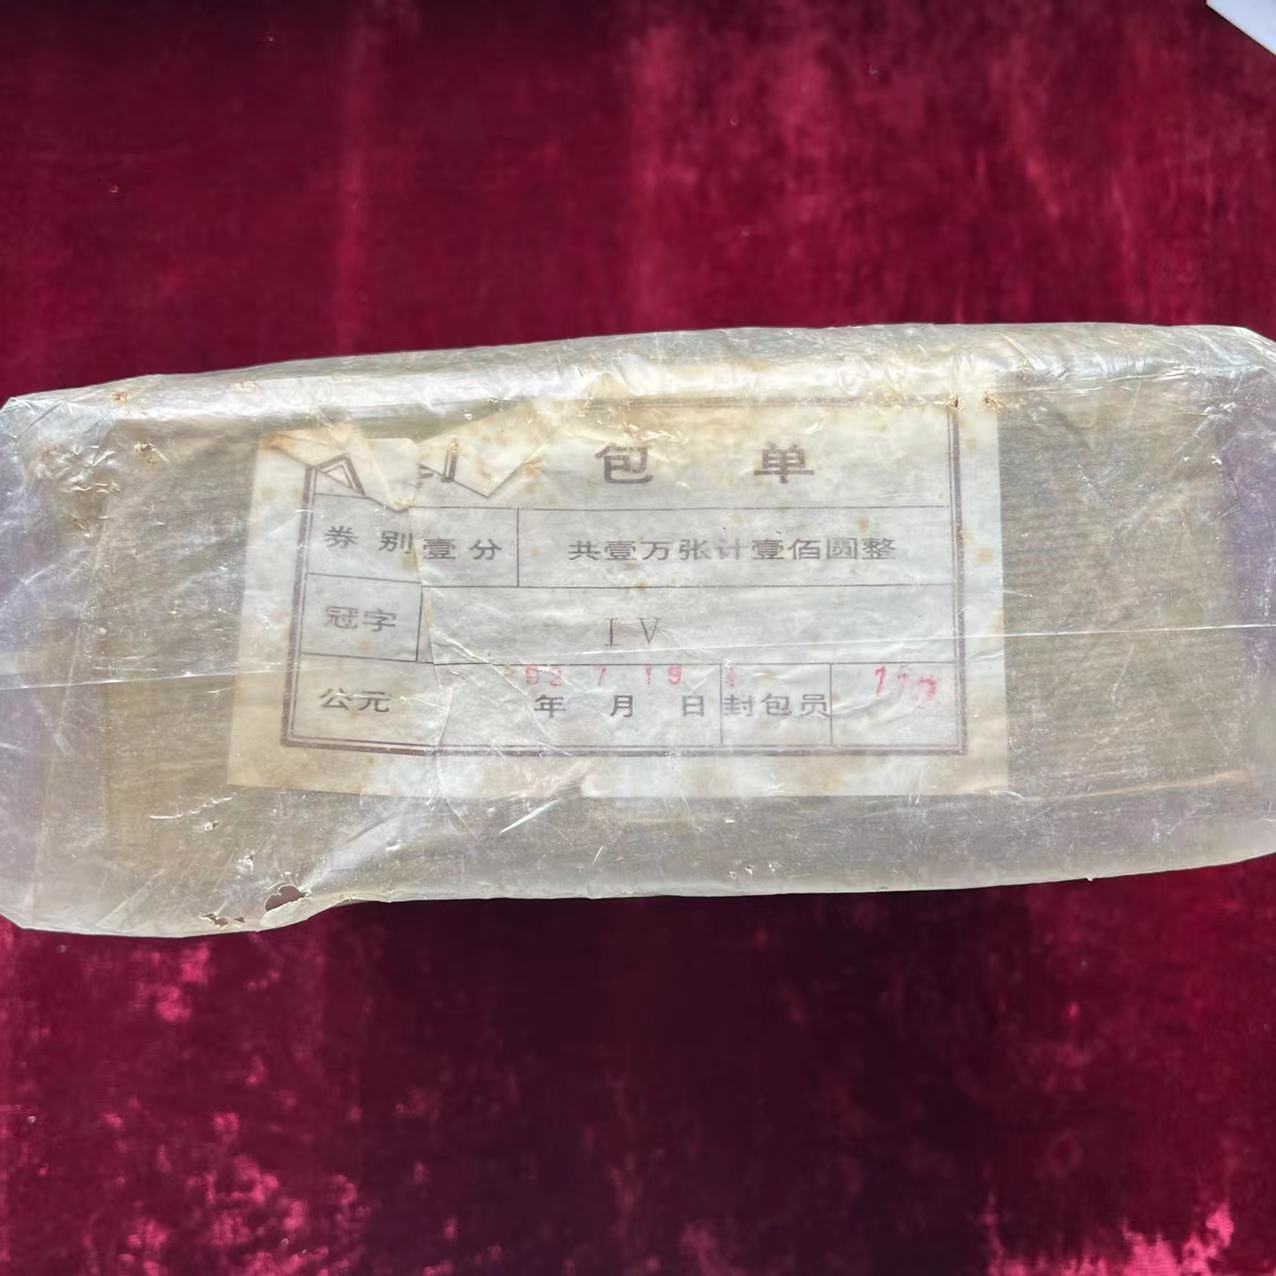 包 单
券别 壹分 共壹万张计壹佰圆整
冠字 IV
7 19
公元 年 月 日 封包员 110